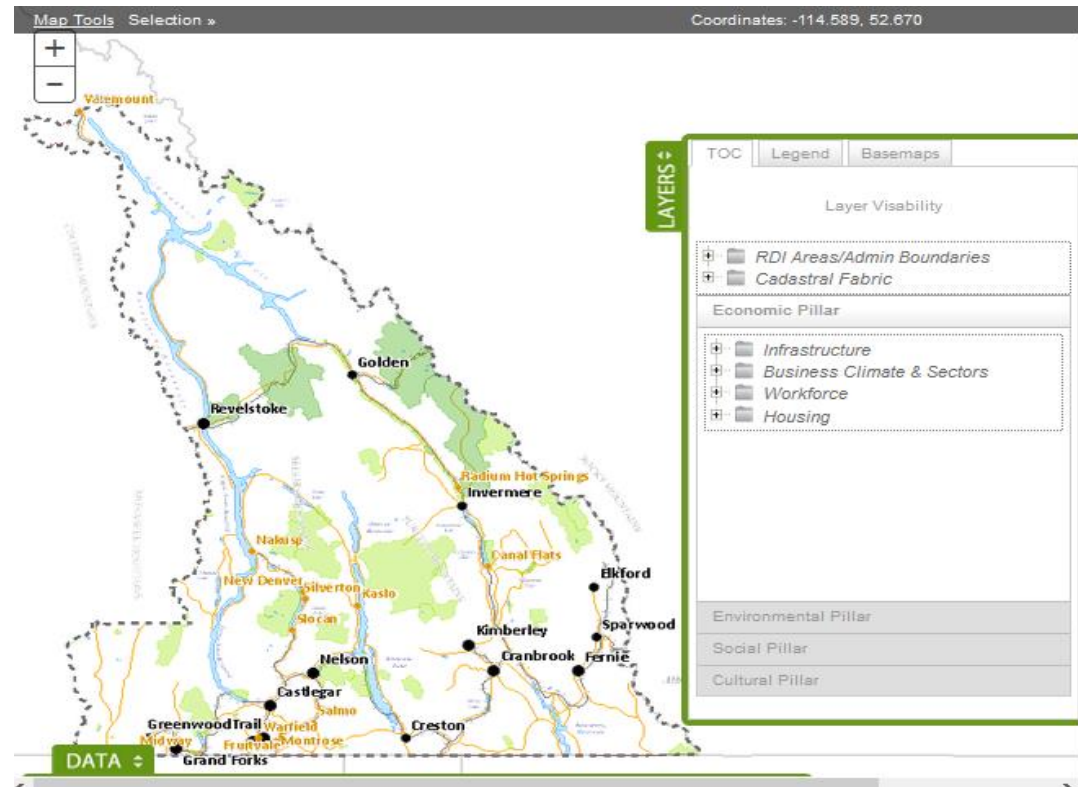 Map Tools Selection »
Coordinates: -114.589, 52.670
+
−
Valemount
Golden
Revelstoke
Radium Hot Springs
Invermere
Nakusp
Canal Flats
New Denver
Silverton
Kaslo
Elkford
Slocan
Sparwood
Kimberley
Nelson
Cranbrook
Fernie
Castlegar
Salmo
Greenwood
Trail
Warfield
Creston
Midway
Fruitvale
Montrose
Grand Forks
DATA
LAYERS
TOC
Legend
Basemaps
Layer Visability
RDI Areas/Admin Boundaries
Cadastral Fabric
Economic Pillar
Infrastructure
Business Climate & Sectors
Workforce
Housing
Environmental Pillar
Social Pillar
Cultural Pillar